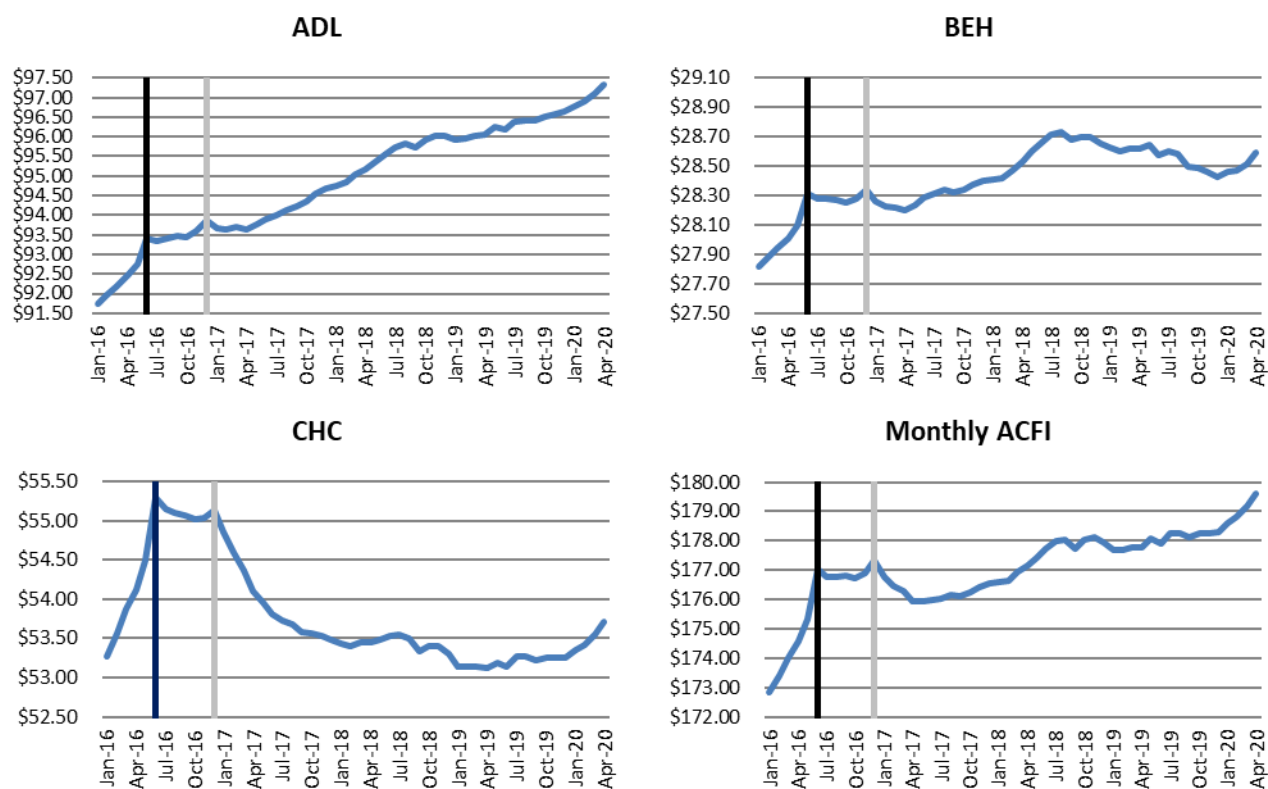 ADL
$97.50
$97.00
$96.50
$96.00
$95.50
$95.00
$94.50
$94.00
$93.50
$93.00
$92.50
$92.00
$91.50
Jan-16
Apr-16
Jul-16
Oct-16
Jan-17
Apr-17
Jul-17
Oct-17
Jan-18
Apr-18
Jul-18
Oct-18
Jan-19
Apr-19
Jul-19
Oct-19
Jan-20
Apr-20
BEH
$29.10
$28.90
$28.70
$28.50
$28.30
$28.10
$27.90
$27.70
$27.50
Jan-16
Apr-16
Jul-16
Oct-16
Jan-17
Apr-17
Jul-17
Oct-17
Jan-18
Apr-18
Jul-18
Oct-18
Jan-19
Apr-19
Jul-19
Oct-19
Jan-20
Apr-20
CHC
$55.50
$55.00
$54.50
$54.00
$53.50
$53.00
$52.50
Jan-16
Apr-16
Jul-16
Oct-16
Jan-17
Apr-17
Jul-17
Oct-17
Jan-18
Apr-18
Jul-18
Oct-18
Jan-19
Apr-19
Jul-19
Oct-19
Jan-20
Apr-20
Monthly ACFI
$180.00
$179.00
$178.00
$177.00
$176.00
$175.00
$174.00
$173.00
$172.00
Jan-16
Apr-16
Jul-16
Oct-16
Jan-17
Apr-17
Jul-17
Oct-17
Jan-18
Apr-18
Jul-18
Oct-18
Jan-19
Apr-19
Jul-19
Oct-19
Jan-20
Apr-20